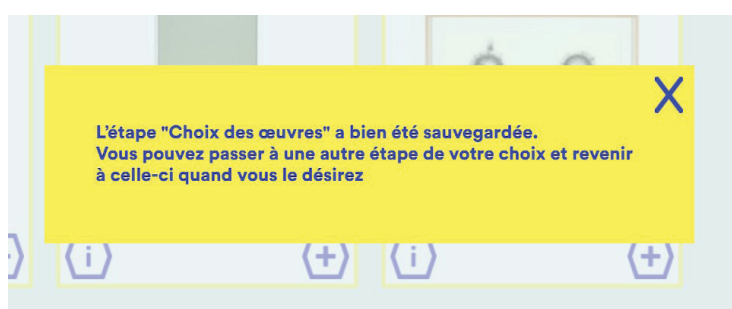 X
L'étape "Choix des œuvres" a bien été sauvegardée.
Vous pouvez passer à une autre étape de votre choix et revenir
à celle-ci quand vous le désirez
i + i +